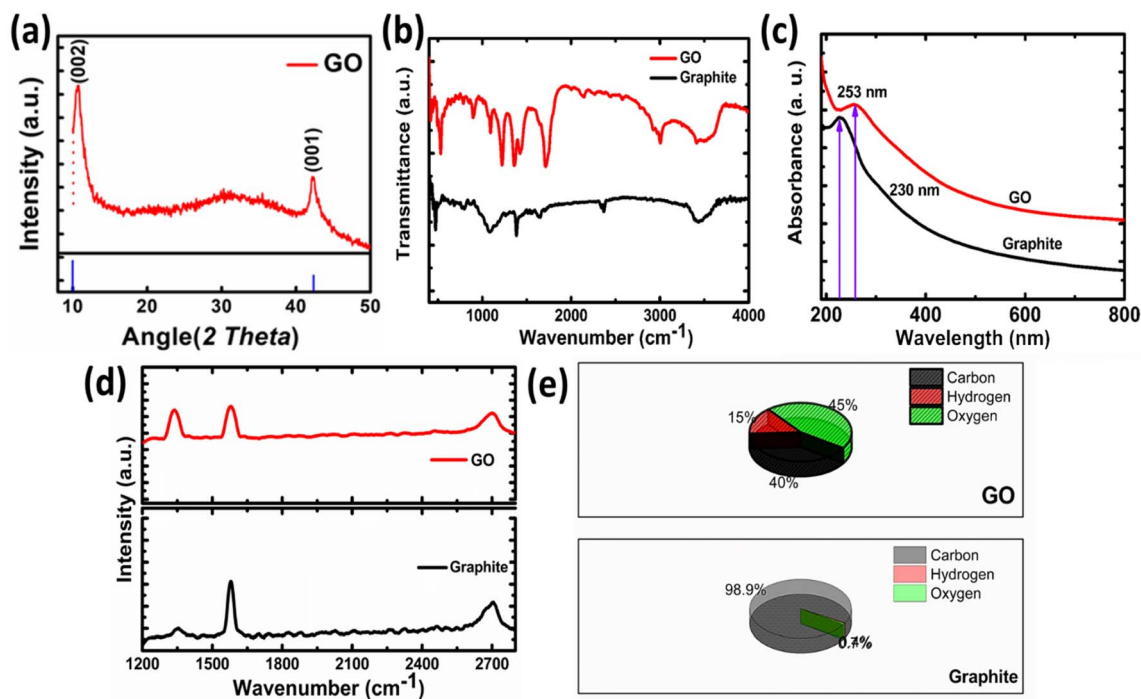 (a)
(002)
GO
(001)
Intensity (a.u.)
10 20 30 40 50
Angle(2 Theta)
(b)
GO
Graphite
Transmittance (a.u.)
1000 2000 3000 4000
Wavenumber (cm-1)
(c)
253 nm
230 nm
GO
Graphite
Absorbance (a. u.)
200 400 600 800
Wavelength (nm)
(d)
GO
Graphite
Intensity (a.u.)
1200 1500 1800 2100 2400 2700
Wavenumber (cm-1)
(e)
Carbon
Hydrogen
Oxygen
45%
15%
40%
GO
Carbon
Hydrogen
Oxygen
98.9%
Graphite